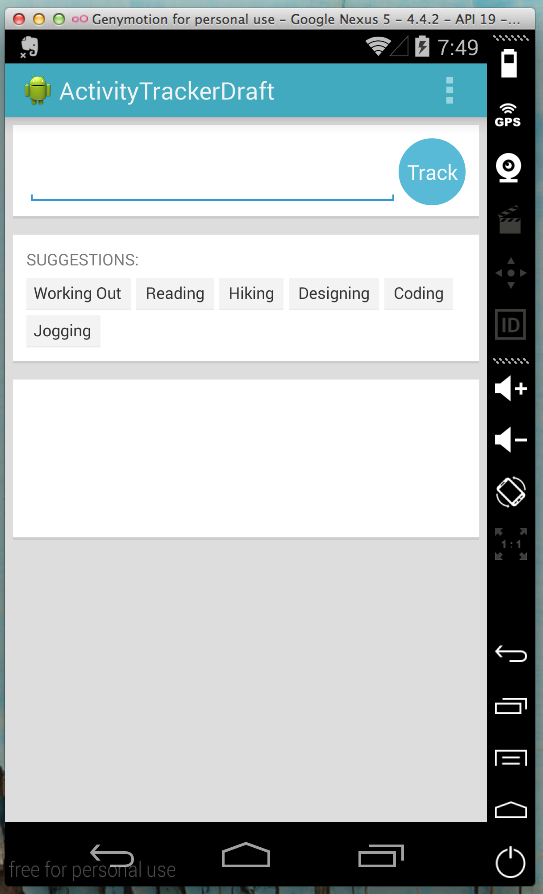 Genymotion for personal use - Google Nexus 5 - 4.4.2 - API 19 -...
7:49
ActivityTrackerDraft
GPS
Track
SUGGESTIONS:
Working Out Reading Hiking Designing Coding
Jogging
ID
1:1
free for personal use